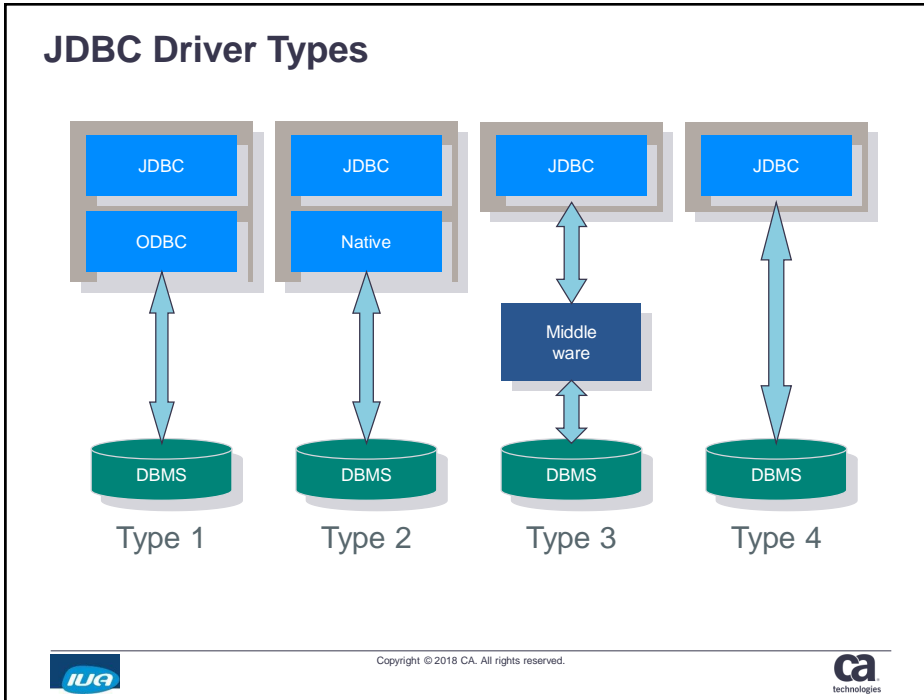 JDBC Driver Types
JDBC
JDBC
JDBC
JDBC
ODBC
Native
Middle
ware
DBMS
DBMS
DBMS
DBMS
Type 1
Type 2
Type 3
Type 4
IUA
Copyright © 2018 CA. All rights reserved.
ca
technologies